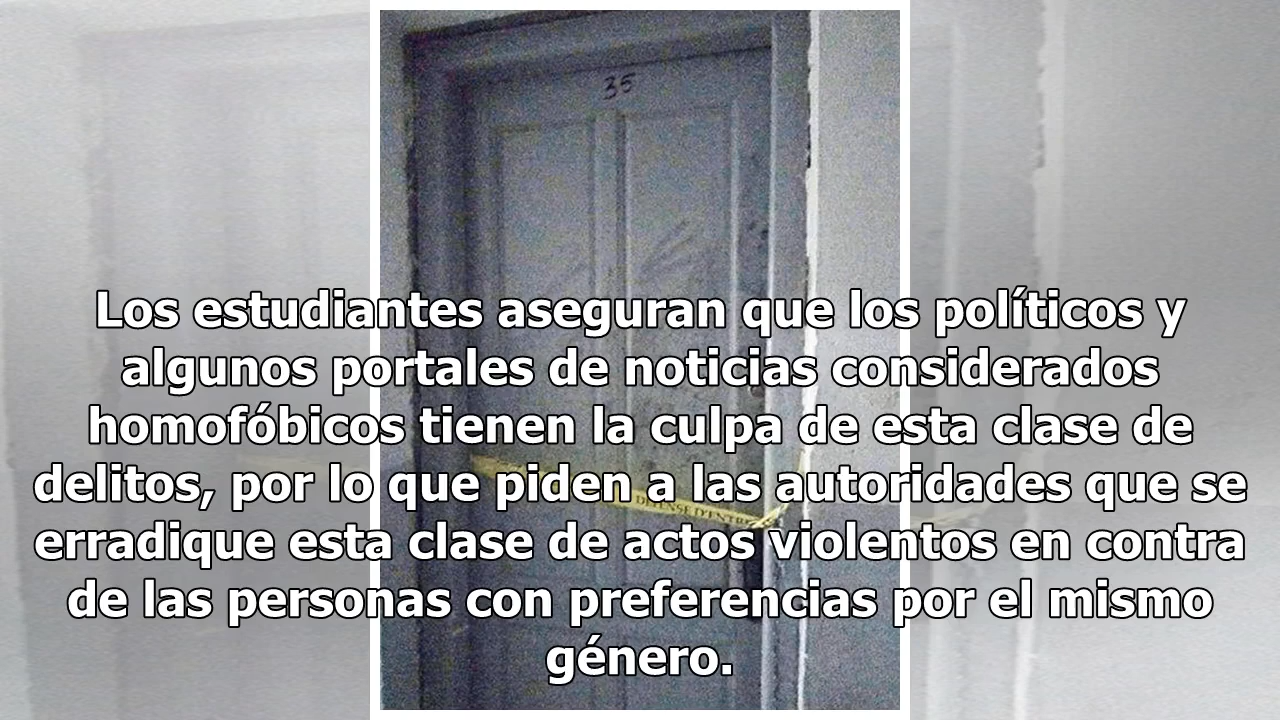 35
Los estudiantes aseguran que los políticos y
algunos portales de noticias considerados
homofóbicos tienen la culpa de esta clase de
delitos, por lo que piden a las autoridades que se
erradique esta clase de actos violentos en contra
de las personas con preferencias por el mismo
género.